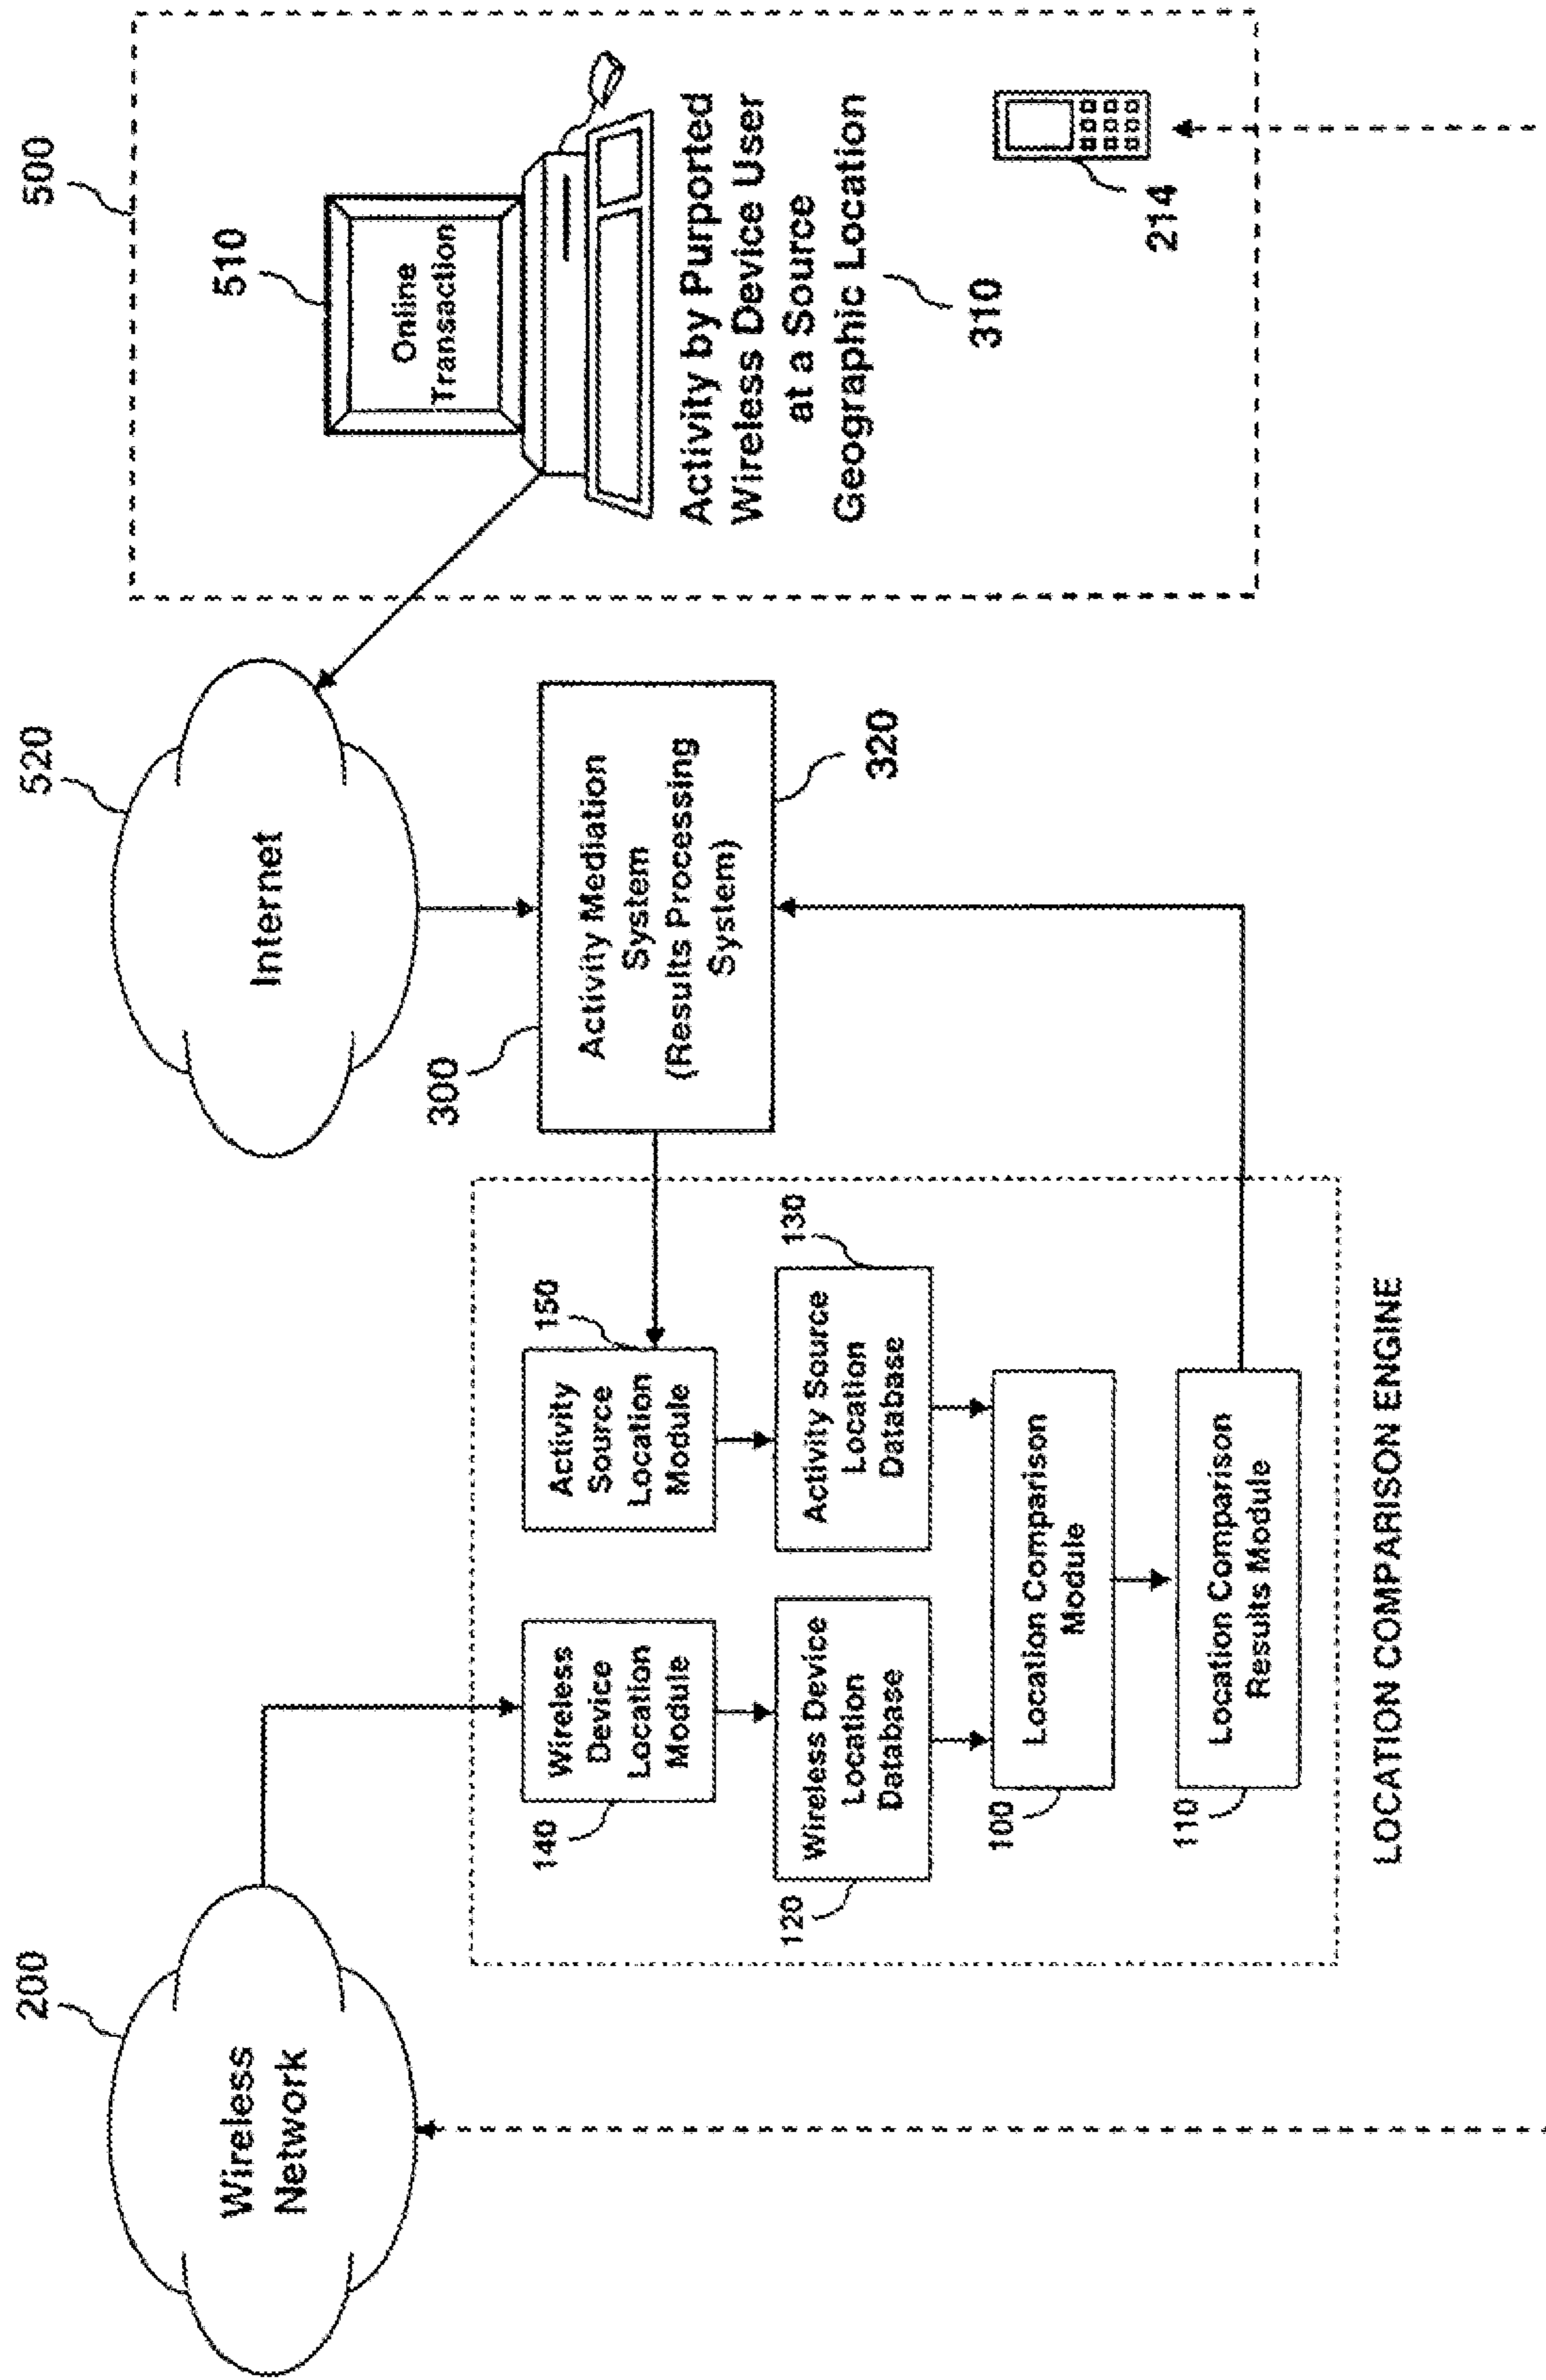 200
Wireless
Network
520
Internet
500
510
Online
Transaction
Activity by Purported
Wireless Device User
at a Source
Geographic Location
310
214
300
Activity Mediation
System
(Results Processing
System)
320
140
Wireless
Device
Location
Module
150
Activity
Source
Location
Module
120
Wireless Device
Location
Database
130
Activity Source
Location
Database
100
Location Comparison
Module
110
Location Comparison
Results Module
LOCATION COMPARISON ENGINE